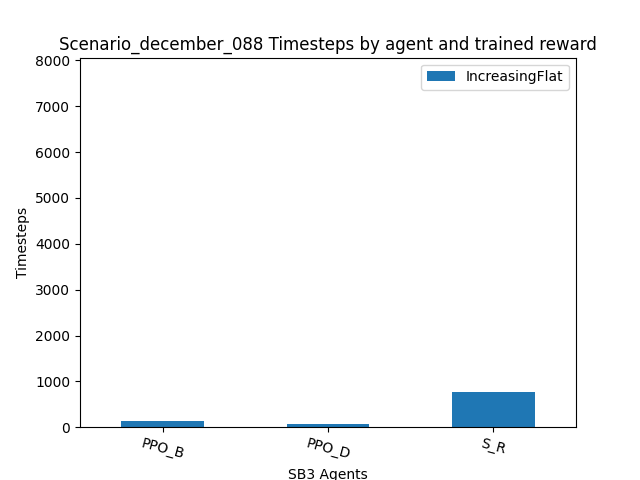 Scenario_december_088 Timesteps by agent and trained reward
IncreasingFlat
8000
7000
6000
5000
4000
3000
2000
1000
0
Timesteps
PPO_B
PPO_D
S_R
SB3 Agents